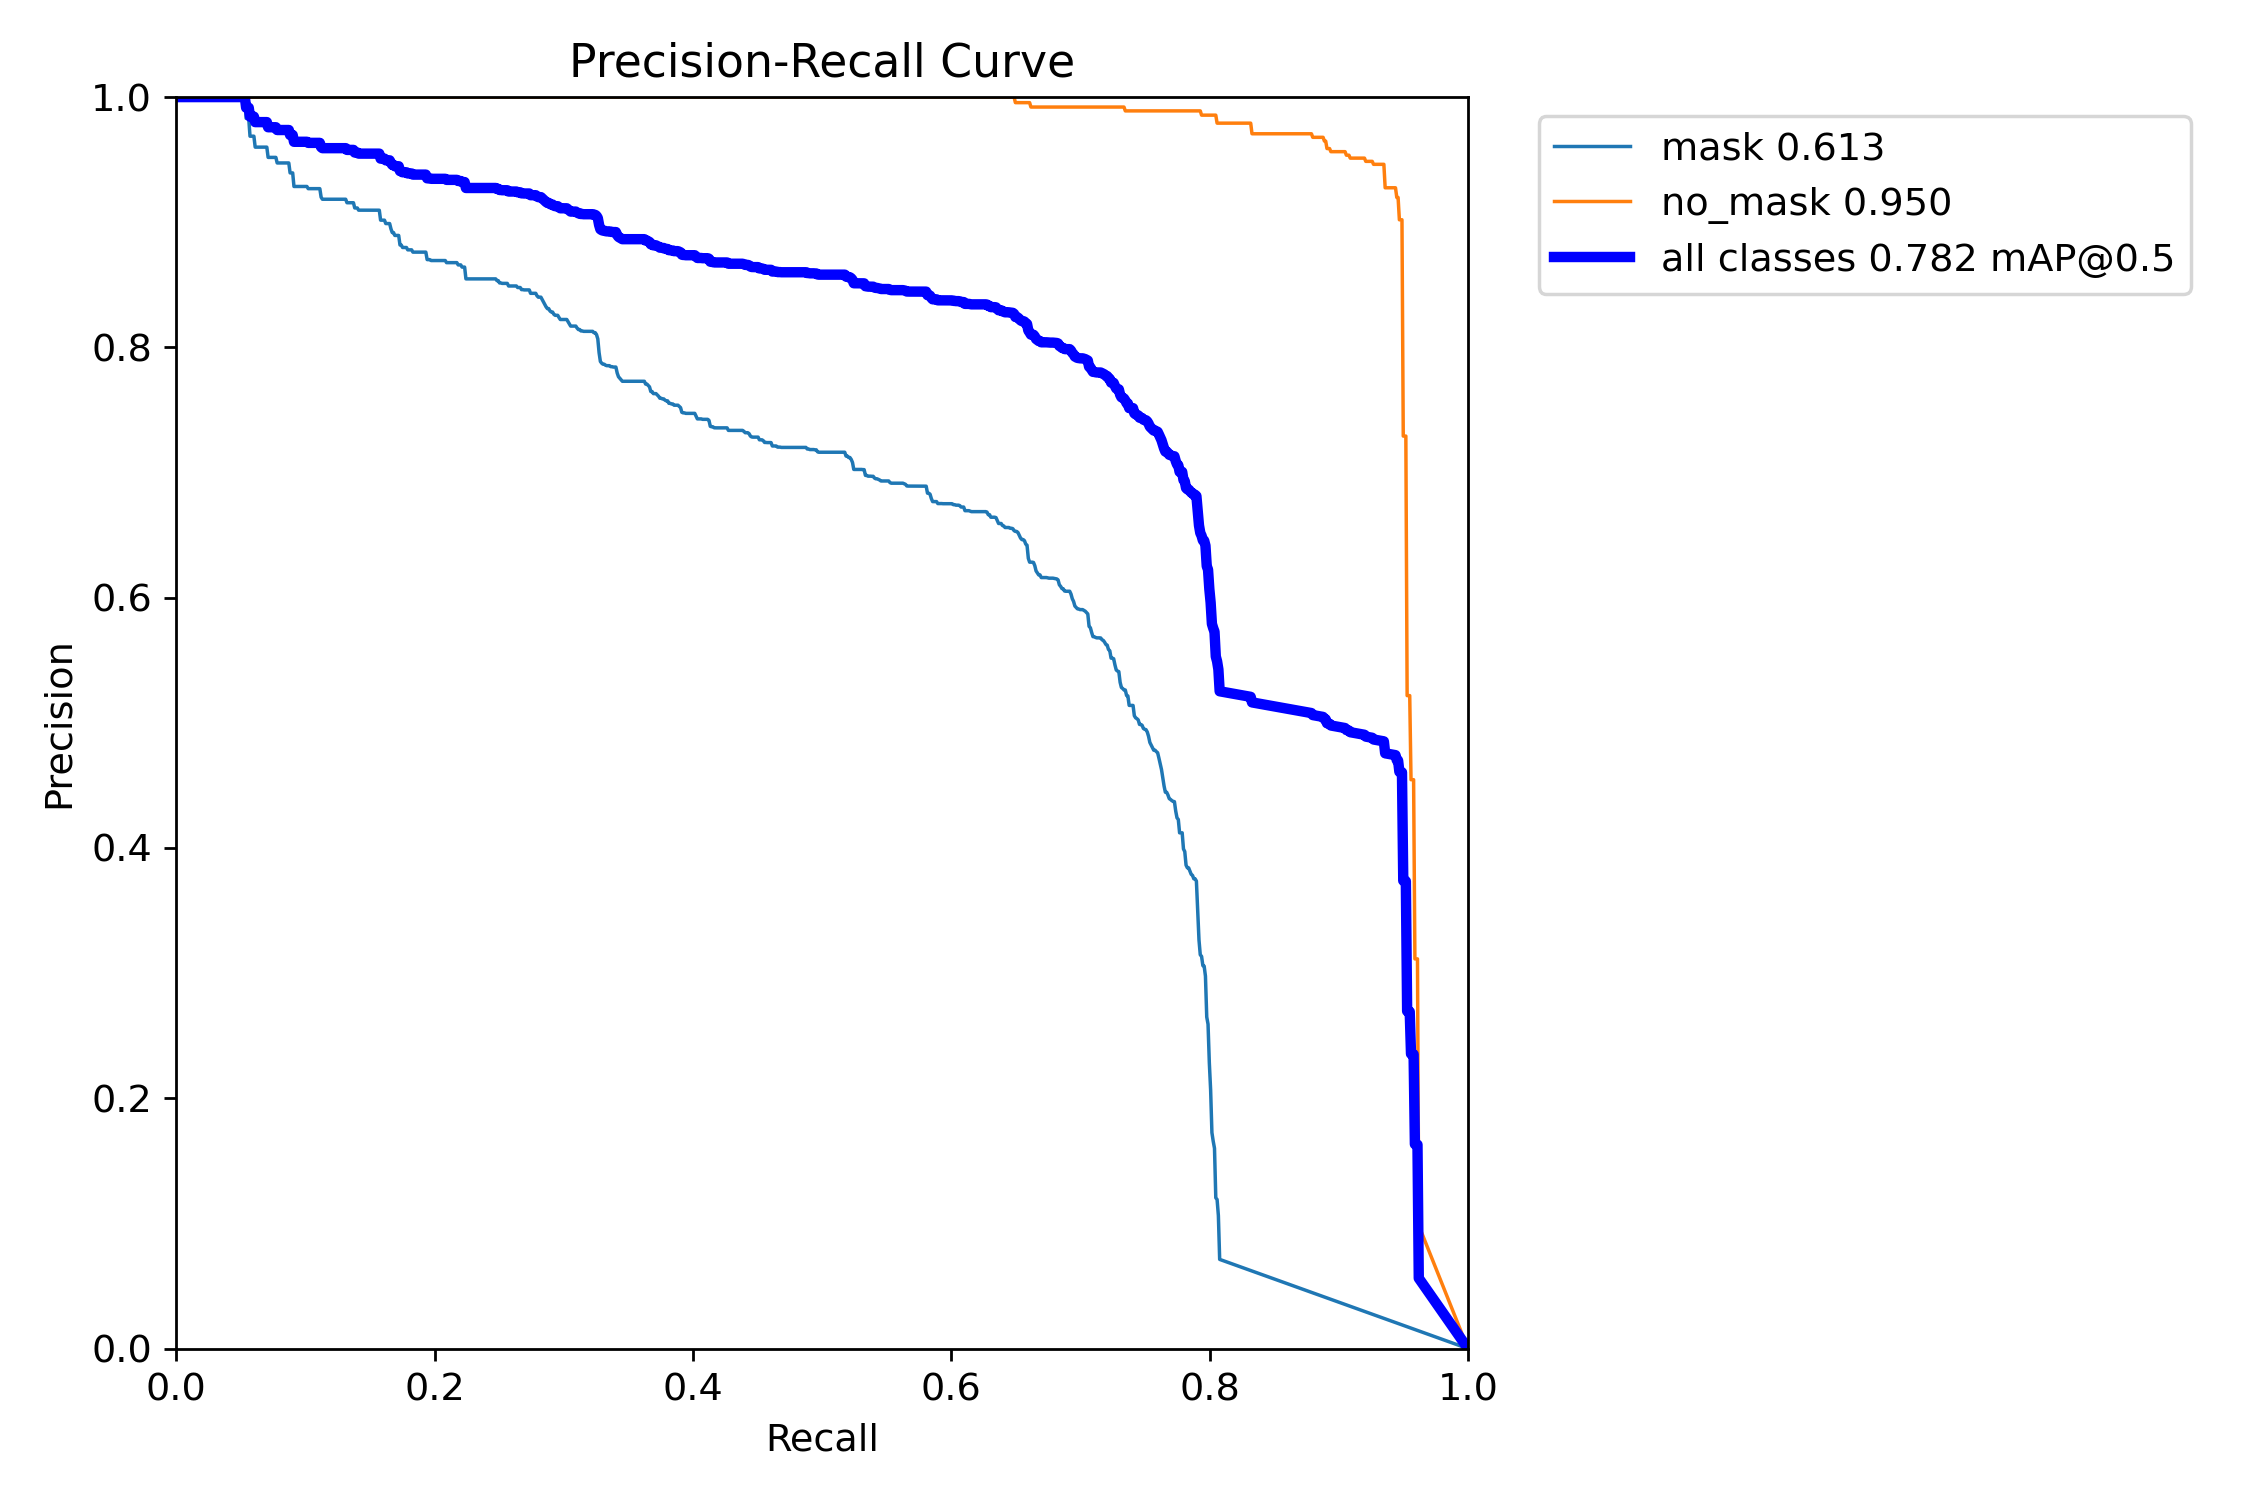 Precision-Recall Curve
1.0
0.8
0.6
0.4
0.2
0.0
Precision
0.0 0.2 0.4 0.6 0.8 1.0
Recall
mask 0.613
no_mask 0.950
all classes 0.782 mAP@0.5